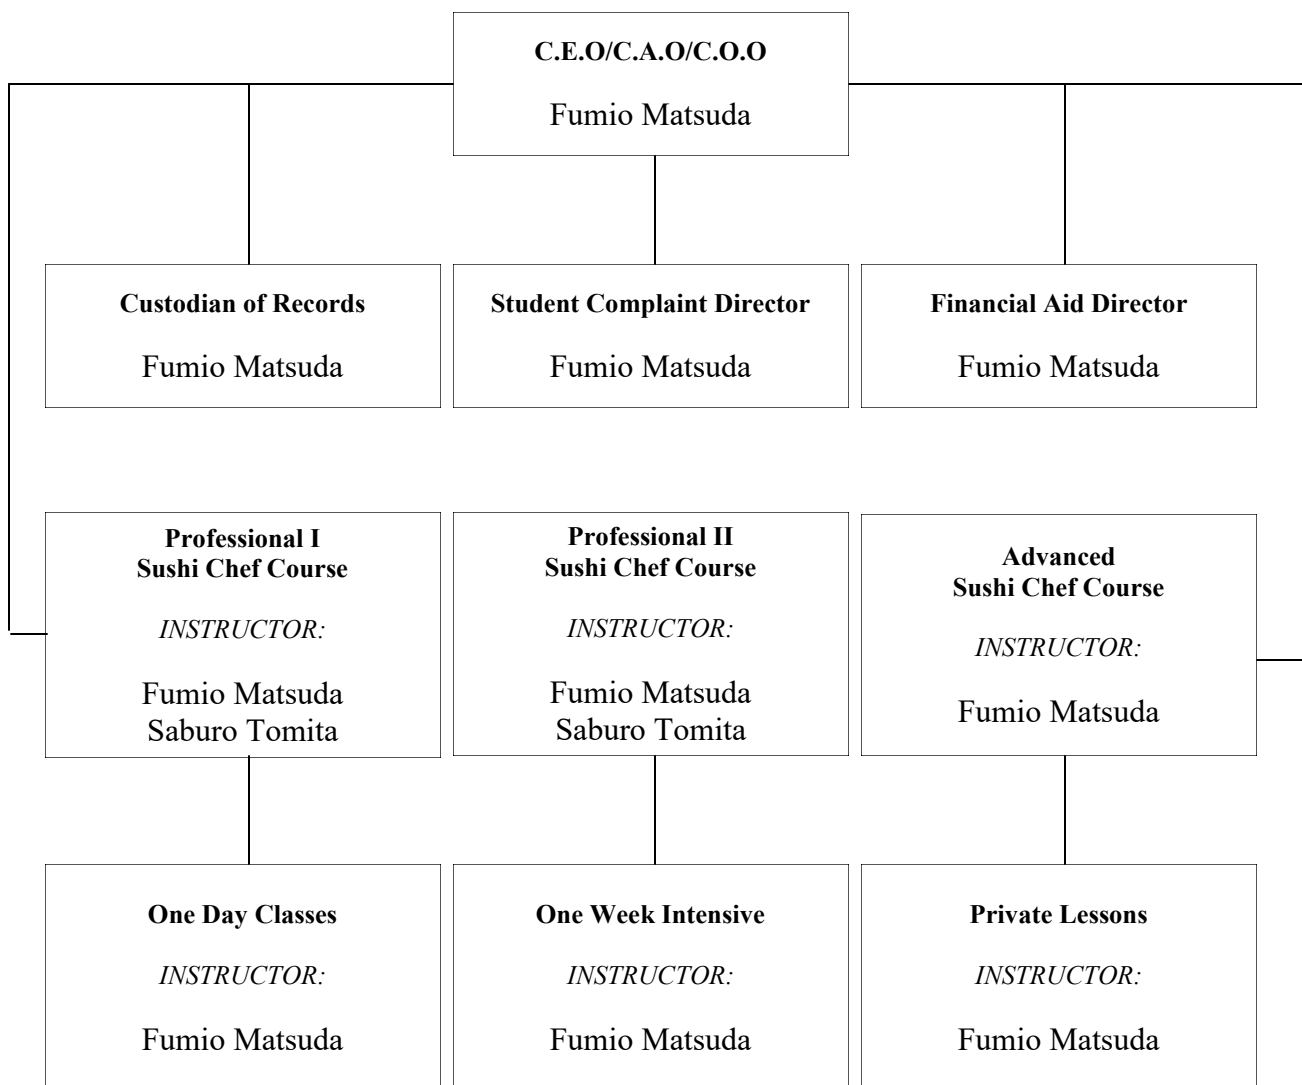 C.E.O/C.A.O/C.O.O
Fumio Matsuda
Custodian of Records
Fumio Matsuda
Student Complaint Director
Fumio Matsuda
Financial Aid Director
Fumio Matsuda
Professional I
Sushi Chef Course
INSTRUCTOR:
Fumio Matsuda
Saburo Tomita
Professional II
Sushi Chef Course
INSTRUCTOR:
Fumio Matsuda
Saburo Tomita
Advanced
Sushi Chef Course
INSTRUCTOR:
Fumio Matsuda
One Day Classes
INSTRUCTOR:
Fumio Matsuda
One Week Intensive
INSTRUCTOR:
Fumio Matsuda
Private Lessons
INSTRUCTOR:
Fumio Matsuda